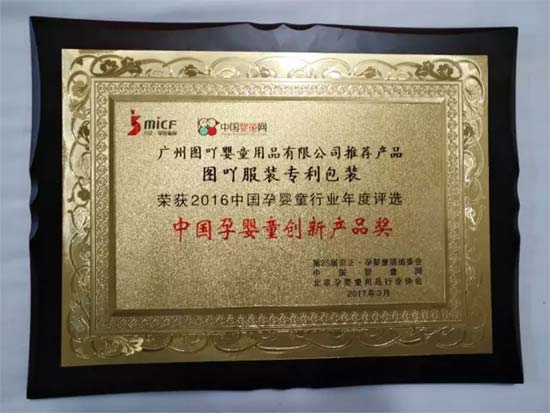 MICF
中国婴童网
广州图吖婴童用品有限公司推荐产品
图吖服装专利包装
荣获2016中国孕婴童行业年度评选
中国孕婴童创新产品奖
第25届京正·孕婴童展组委会
中国婴童网
北京孕婴童用品行业协会
2017年3月